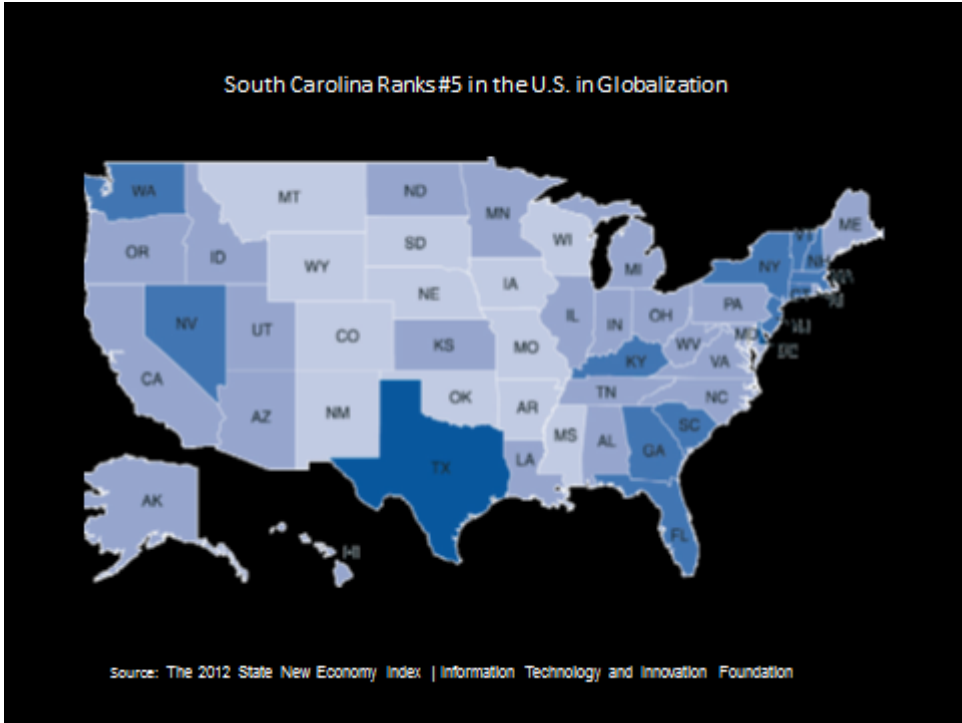 South Carolina Ranks #5 in the U.S. in Globalization
WA
MT
ND
MN
ME
OR
ID
SD
WI
MI
NY
NH
WY
IA
NE
PA
NV
UT
CO
KS
IL
IN
OH
MD
WV
VA
MO
KY
CA
AZ
NM
OK
AR
TN
NC
SC
MS
AL
GA
LA
TX
FL
AK
HI
Source: The 2012 State New Economy Index | Information Technology and Innovation Foundation